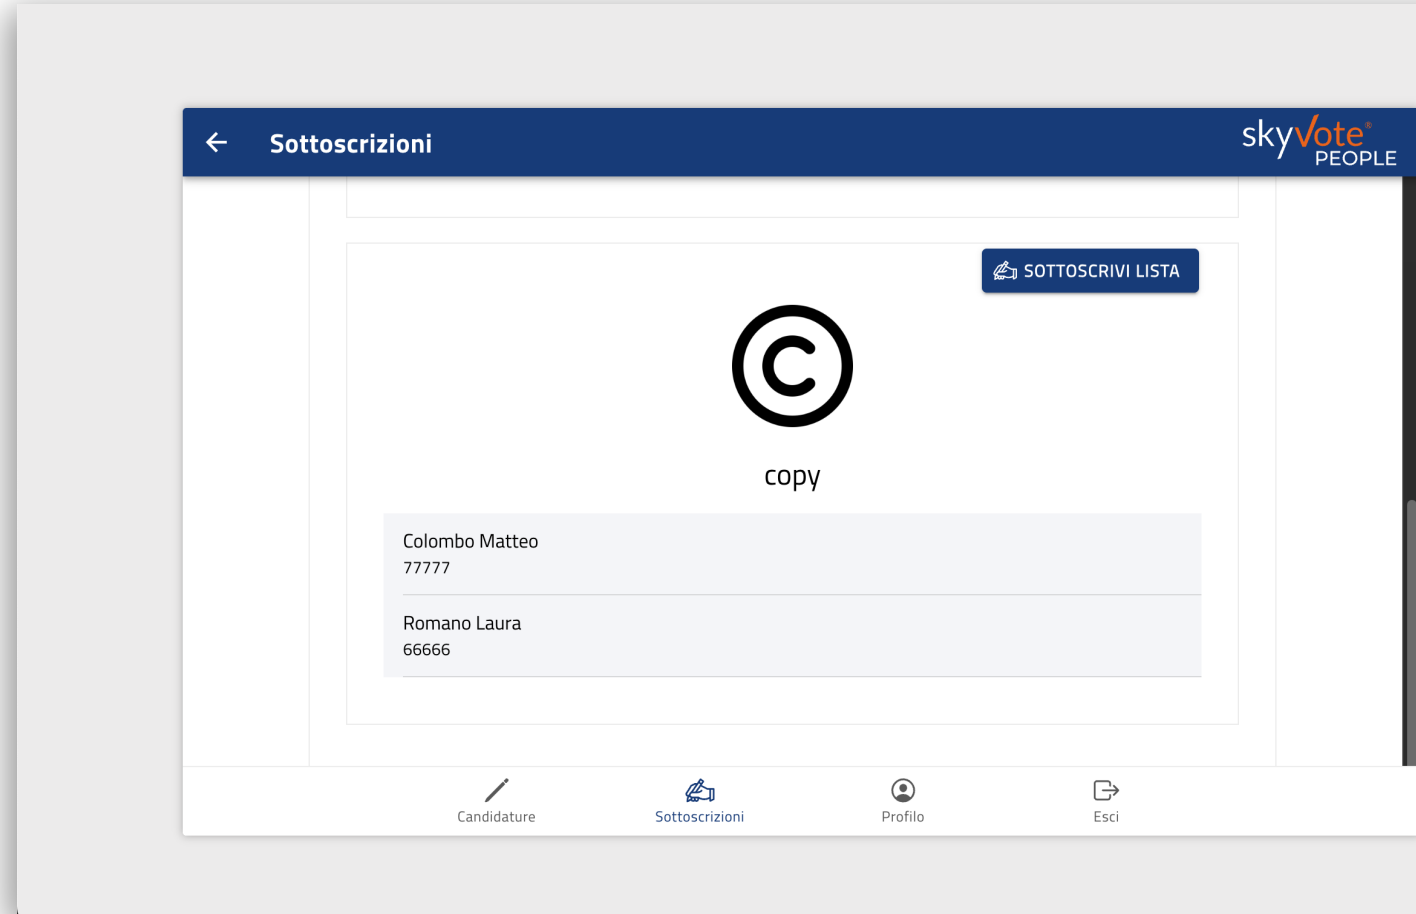 Sottoscrizioni
skyVote®
PEOPLE
SOTTOSCRIVI LISTA
copy
Colombo Matteo
77777
Romano Laura
66666
Candidature
Sottoscrizioni
Profilo
Esci